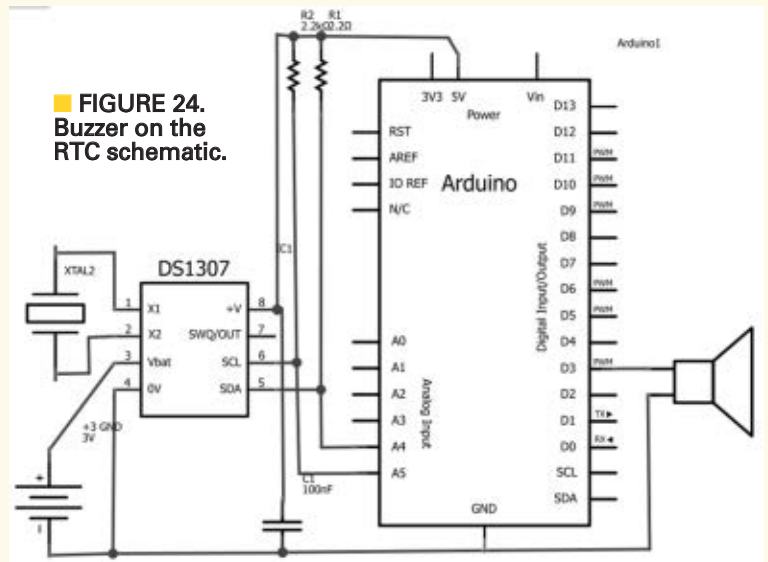 R2 R1
2.2kΩ2.2Ω
Arduino1
FIGURE 24.
Buzzer on the
RTC schematic.
3V3 5V Vin
Power
RST
AREF
IO REF
N/C
Arduino
D13
D12
D11 PWM
D10 PWM
D9 PWM
D8
D7
D6 PWM
D5 PWM
D4
D3 PWM
D2
D1 TX▶
D0 RX◀
SCL
SDA
Digital Input/Output
A0
A1
A2
A3
A4
A5
Analog Input
GND
IC1
XTAL2
DS1307
1 X1 +V 8
2 X2 SWQ/OUT 7
3 Vbat SCL 6
4 0V SDA 5
+3 GND
3V
+
-
C1
100nF